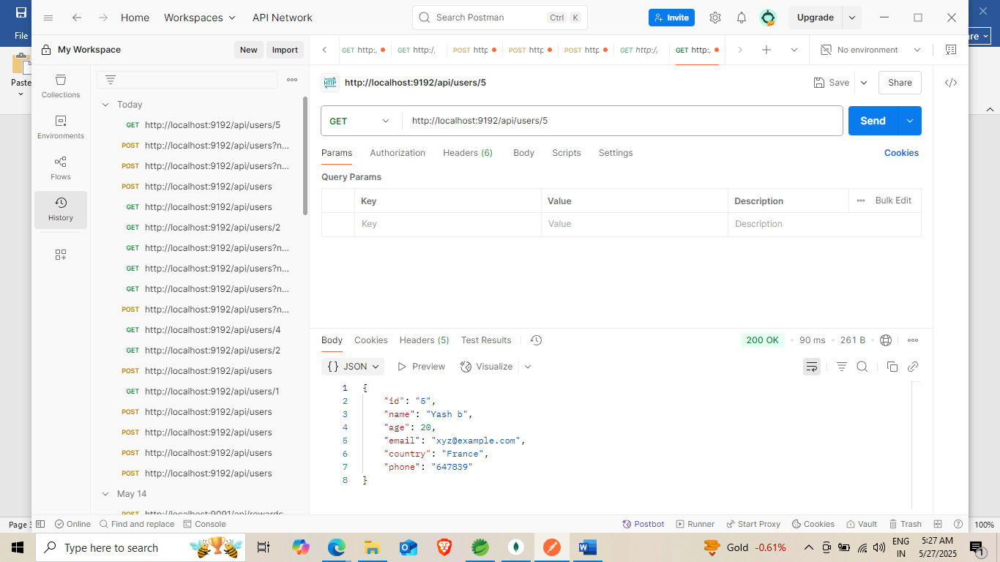 File
Paste
Home
Workspaces
API Network
Search Postman
Ctrl
K
Invite
Upgrade
re
My Workspace
New
Import
GET http:,
GET http:/,
POST http
POST http
POST http
GET http:/,
GET http:,
No environment
Collections
Environments
Flows
History
Today
GET http://localhost:9192/api/users/5
POST http://localhost:9192/api/users?n...
POST http://localhost:9192/api/users?n...
POST http://localhost:9192/api/users
GET http://localhost:9192/api/users
GET http://localhost:9192/api/users/2
GET http://localhost:9192/api/users?n...
GET http://localhost:9192/api/users?n...
GET http://localhost:9192/api/users?n...
POST http://localhost:9192/api/users?n...
GET http://localhost:9192/api/users/4
GET http://localhost:9192/api/users/2
POST http://localhost:9192/api/users
GET http://localhost:9192/api/users/1
POST http://localhost:9192/api/users
POST http://localhost:9192/api/users
POST http://localhost:9192/api/users
POST http://localhost:9192/api/users
May 14
POST http://localhost:9091/api/rewards
HTTP
http://localhost:9192/api/users/5
Save
Share
GET
http://localhost:9192/api/users/5
Send
Params
Authorization
Headers (6)
Body
Scripts
Settings
Cookies
Query Params
Key
Value
Description
Bulk Edit
Key
Value
Description
Body
Cookies
Headers (5)
Test Results
200 OK
90 ms
261 B
{} JSON
Preview
Visualize
1 {
2 "id": "5",
3 "name": "Yash b",
4 "age": 20,
5 "email": "xyz@example.com",
6 "country": "France",
7 "phone": "647839"
8 }
Page
Online
Find and replace
Console
Postbot
Runner
Start Proxy
Cookies
Vault
Trash
100%
Type here to search
Gold -0.61%
ENG
IN
5:27 AM
5/27/2025
1